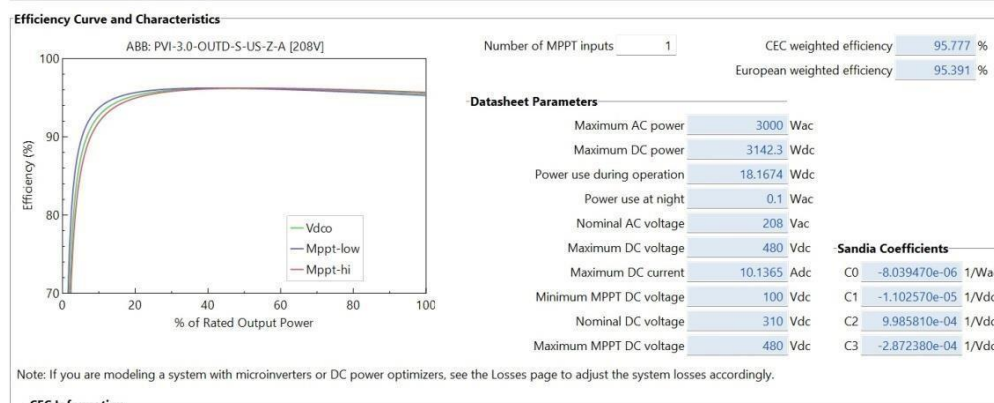 Efficiency Curve and Characteristics
ABB: PVI-3.0-OUTD-S-US-Z-A [208V]
100
90
80
70
Efficiency (%)
0 20 40 60 80 100
% of Rated Output Power
Vdco
Mppt-low
Mppt-hi
Number of MPPT inputs 1
CEC weighted efficiency 95.777 %
European weighted efficiency 95.391 %
Datasheet Parameters
Maximum AC power 3000 Wac
Maximum DC power 3142.3 Wdc
Power use during operation 18.1674 Wdc
Power use at night 0.1 Wac
Nominal AC voltage 208 Vac
Maximum DC voltage 480 Vdc
Maximum DC current 10.1365 Adc
Minimum MPPT DC voltage 100 Vdc
Nominal DC voltage 310 Vdc
Maximum MPPT DC voltage 480 Vdc
Sandia Coefficients
C0 -8.039470e-06 1/Wa
C1 -1.102570e-05 1/Vdc
C2 9.985810e-04 1/Vdc
C3 -2.872380e-04 1/Vdc
Note: If you are modeling a system with microinverters or DC power optimizers, see the Losses page to adjust the system losses accordingly.